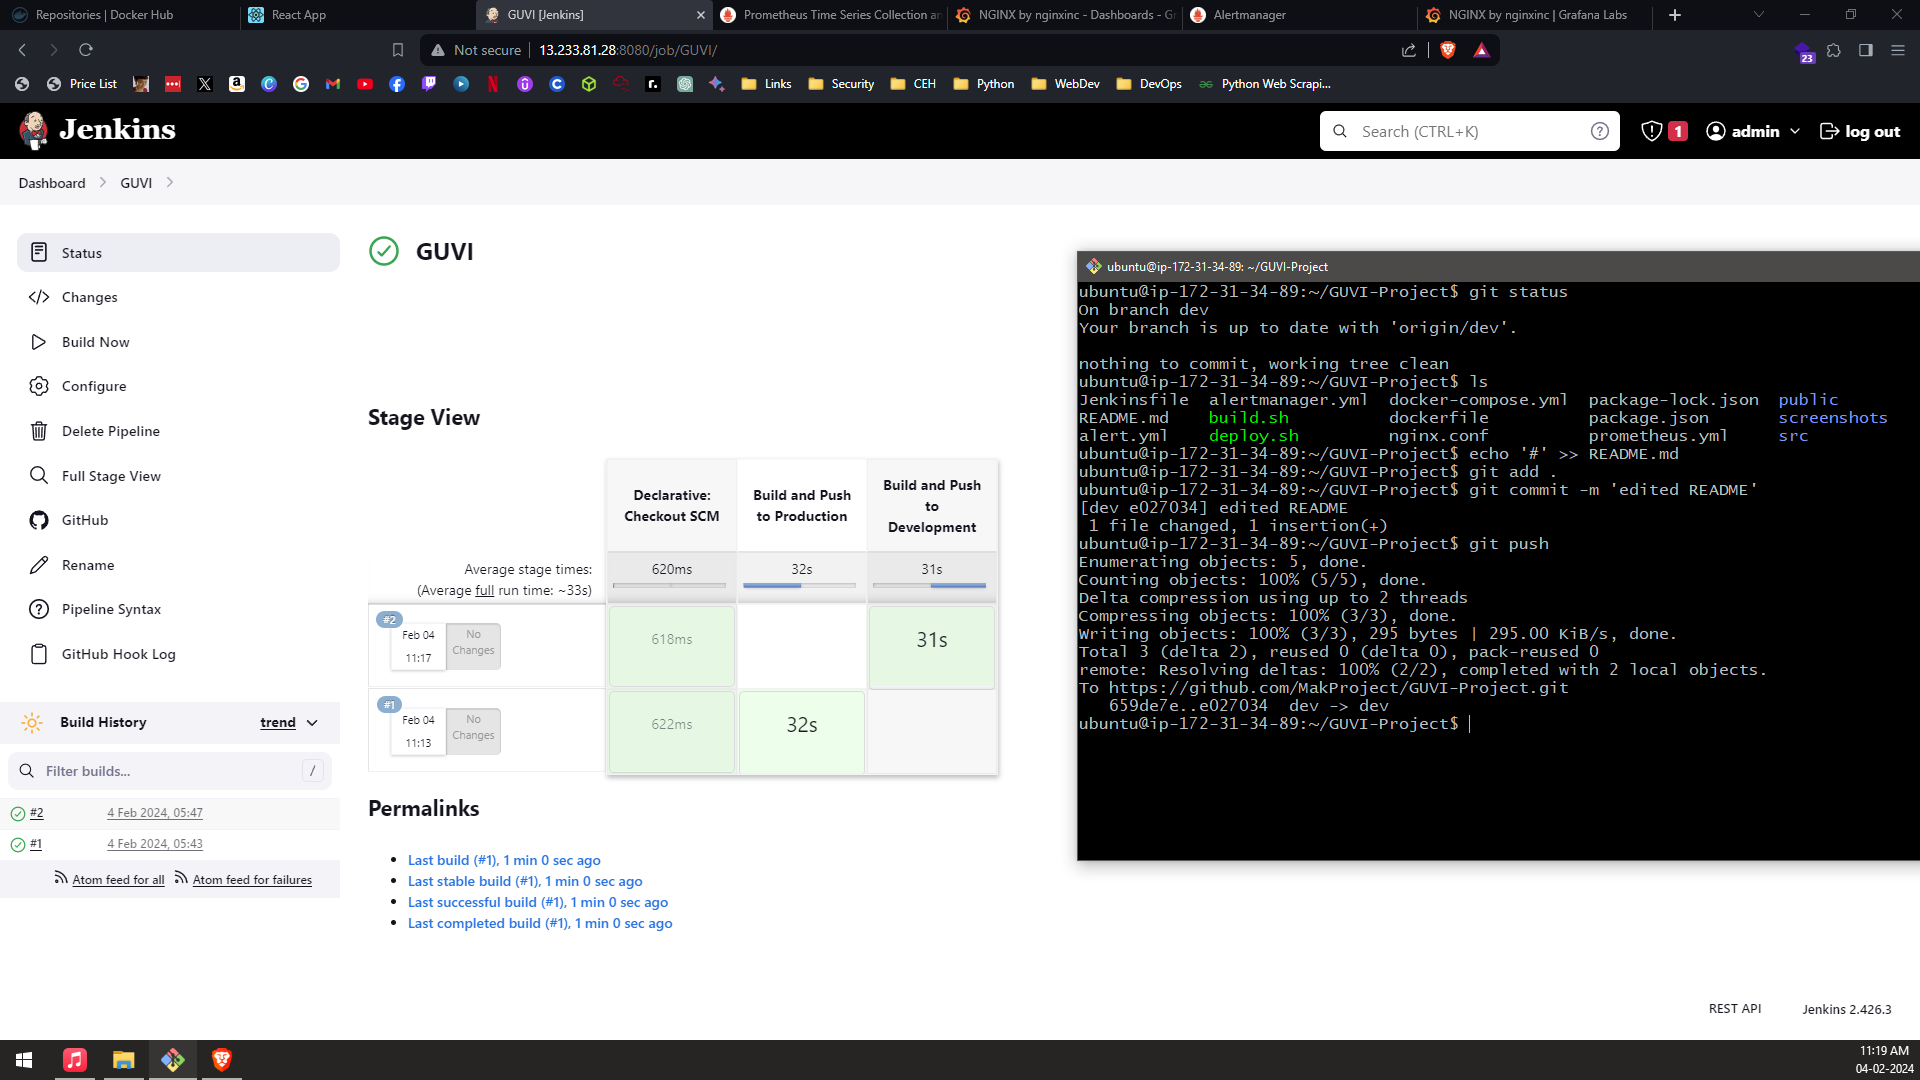 Repositories | Docker Hub
React App
GUVI [Jenkins]
Prometheus Time Series Collection an
NGINX by nginxinc - Dashboards - Gr
Alertmanager
NGINX by nginxinc | Grafana Labs
Not secure
13.233.81.28:8080/job/GUVI/
23
Price List
Links
Security
CEH
Python
WebDev
DevOps
Python Web Scrapi...
Jenkins
Search (CTRL+K)
1
admin
log out
Dashboard
GUVI
Status
Changes
Build Now
Configure
Delete Pipeline
Full Stage View
GitHub
Rename
Pipeline Syntax
GitHub Hook Log
Build History
trend
Filter builds...
/
#2
4 Feb 2024, 05:47
#1
4 Feb 2024, 05:43
Atom feed for all
Atom feed for failures
GUVI
Stage View
Declarative: Checkout SCM
Build and Push to Production
Build and Push to Development
Average stage times:
(Average full run time: ~33s)
620ms
32s
31s
#2
Feb 04
11:17
No Changes
618ms
31s
#1
Feb 04
11:13
No Changes
622ms
32s
Permalinks
Last build (#1), 1 min 0 sec ago
Last stable build (#1), 1 min 0 sec ago
Last successful build (#1), 1 min 0 sec ago
Last completed build (#1), 1 min 0 sec ago
ubuntu@ip-172-31-34-89: ~/GUVI-Project
ubuntu@ip-172-31-34-89:~/GUVI-Project$ git status
On branch dev
Your branch is up to date with 'origin/dev'.
nothing to commit, working tree clean
ubuntu@ip-172-31-34-89:~/GUVI-Project$ ls
Jenkinsfile  alertmanager.yml  docker-compose.yml  package-lock.json  public
README.md    build.sh          dockerfile          package.json       screenshots
alert.yml    deploy.sh         nginx.conf          prometheus.yml     src
ubuntu@ip-172-31-34-89:~/GUVI-Project$ echo '#' >> README.md
ubuntu@ip-172-31-34-89:~/GUVI-Project$ git add .
ubuntu@ip-172-31-34-89:~/GUVI-Project$ git commit -m 'edited README'
[dev e027034] edited README
 1 file changed, 1 insertion(+)
ubuntu@ip-172-31-34-89:~/GUVI-Project$ git push
Enumerating objects: 5, done.
Counting objects: 100% (5/5), done.
Delta compression using up to 2 threads
Compressing objects: 100% (3/3), done.
Writing objects: 100% (3/3), 295 bytes | 295.00 KiB/s, done.
Total 3 (delta 2), reused 0 (delta 0), pack-reused 0
remote: Resolving deltas: 100% (2/2), completed with 2 local objects.
To https://github.com/MakProject/GUVI-Project.git
   659de7e..e027034  dev -> dev
ubuntu@ip-172-31-34-89:~/GUVI-Project$
REST API
Jenkins 2.426.3
11:19 AM
04-02-2024